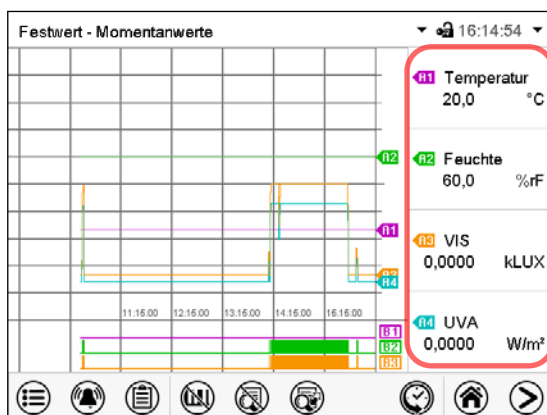 Festwert - Momentanwerte
16:14:54
A1 Temperatur
20,0 °C
A2
A2 Feuchte
60,0 %rF
A1
A3 VIS
0,0000 kLUX
A3
A4
11:15:00 12:15:00 13:15:00 14:15:00 16:15:00
A4 UVA
0,0000 W/m²
B1
B2
B3